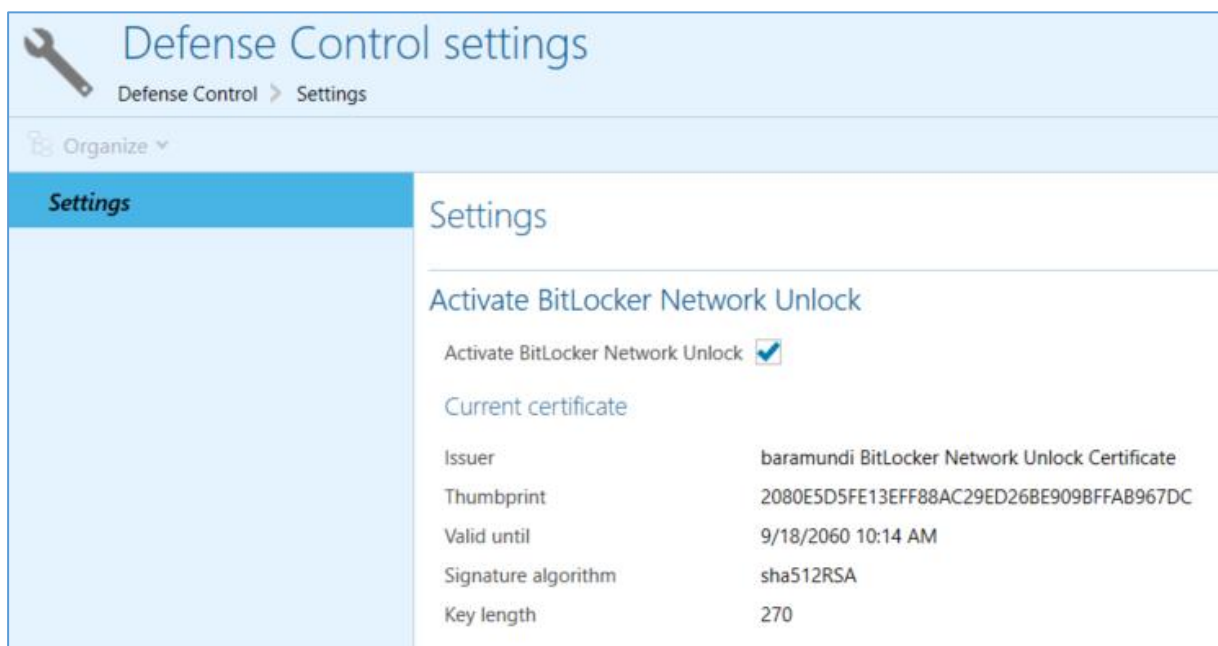 Defense Control settings
Defense Control > Settings
Organize
Settings
Settings
Activate BitLocker Network Unlock
Activate BitLocker Network Unlock
Current certificate
Issuer baramundi BitLocker Network Unlock Certificate
Thumbprint 2080E5D5FE13EFF88AC29ED26BE909BFFAB967DC
Valid until 9/18/2060 10:14 AM
Signature algorithm sha512RSA
Key length 270